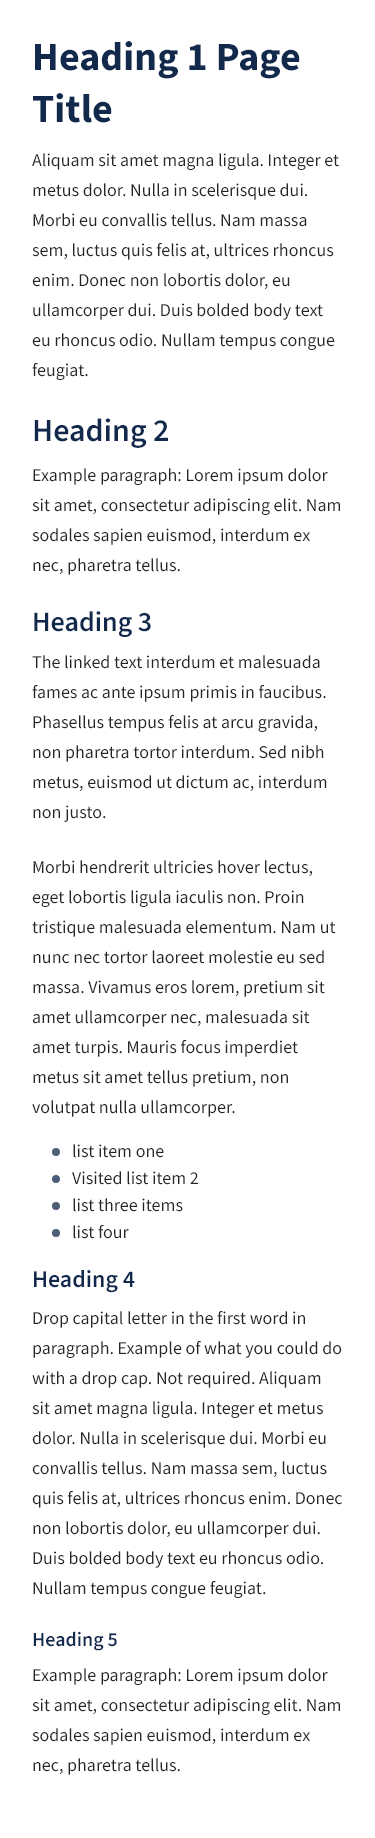 Heading 1 Page
Title
Aliquam sit amet magna ligula. Integer et
metus dolor. Nulla in scelerisque dui.
Morbi eu convallis tellus. Nam massa
sem, luctus quis felis at, ultrices rhoncus
enim. Donec non lobortis dolor, eu
ullamcorper dui. Duis bolded body text
eu rhoncus odio. Nullam tempus congue
feugiat.
Heading 2
Example paragraph: Lorem ipsum dolor
sit amet, consectetur adipiscing elit. Nam
sodales sapien euismod, interdum ex
nec, pharetra tellus.
Heading 3
The linked text interdum et malesuada
fames ac ante ipsum primis in faucibus.
Phasellus tempus felis at arcu gravida,
non pharetra tortor interdum. Sed nibh
metus, euismod ut dictum ac, interdum
non justo.
Morbi hendrerit ultricies hover lectus,
eget lobortis ligula iaculis non. Proin
tristique malesuada elementum. Nam ut
nunc nec tortor laoreet molestie eu sed
massa. Vivamus eros lorem, pretium sit
amet ullamcorper nec, malesuada sit
amet turpis. Mauris focus imperdiet
metus sit amet tellus pretium, non
volutpat nulla ullamcorper.
list item one
Visited list item 2
list three items
list four
Heading 4
Drop capital letter in the first word in
paragraph. Example of what you could do
with a drop cap. Not required. Aliquam
sit amet magna ligula. Integer et metus
dolor. Nulla in scelerisque dui. Morbi eu
convallis tellus. Nam massa sem, luctus
quis felis at, ultrices rhoncus enim. Donec
non lobortis dolor, eu ullamcorper dui.
Duis bolded body text eu rhoncus odio.
Nullam tempus congue feugiat.
Heading 5
Example paragraph: Lorem ipsum dolor
sit amet, consectetur adipiscing elit. Nam
sodales sapien euismod, interdum ex
nec, pharetra tellus.